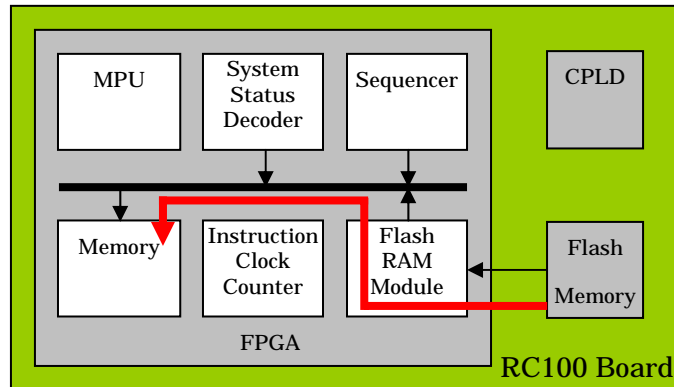 MPU
System
Status
Decoder
Sequencer
CPLD
Memory
Instruction
Clock
Counter
Flash
RAM
Module
Flash
Memory
FPGA
RC100 Board